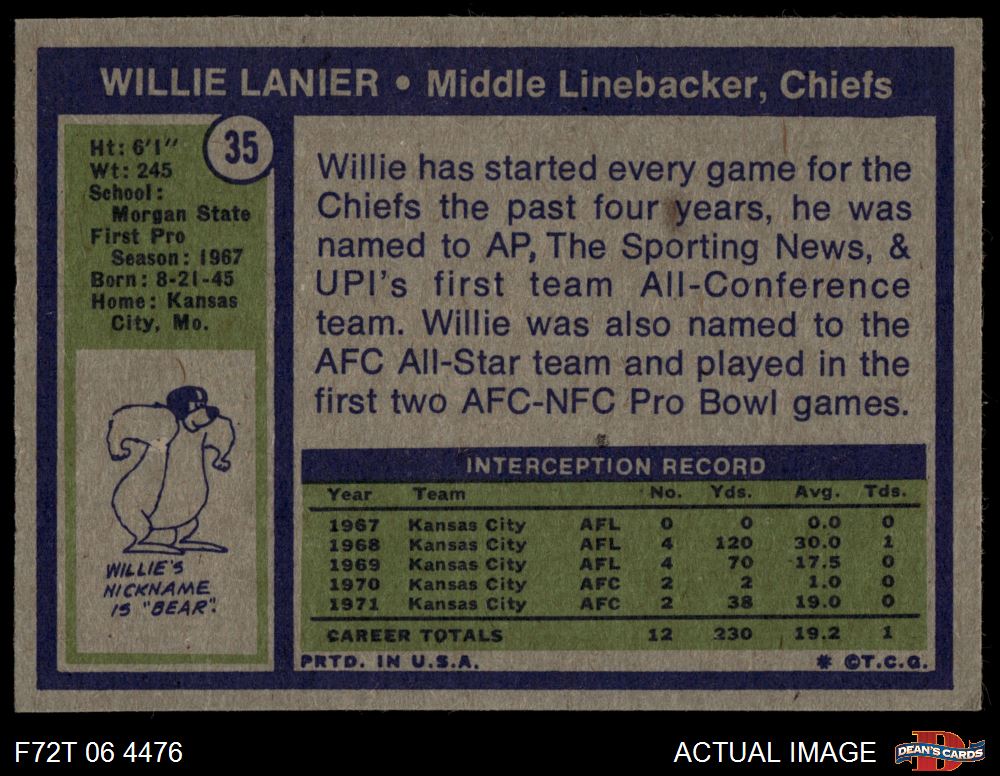 WILLIE LANIER • Middle Linebacker, Chiefs
35
Ht: 6'1"
Wt: 245
School:
Morgan State
First Pro
Season: 1967
Born: 8-21-45
Home: Kansas
City, Mo.
WILLIE'S
NICKNAME
IS "BEAR".
Willie has started every game for the
Chiefs the past four years, he was
named to AP, The Sporting News, &
UPI's first team All-Conference
team. Willie was also named to the
AFC All-Star team and played in the
first two AFC-NFC Pro Bowl games.
INTERCEPTION RECORD
Year Team No. Yds. Avg. Tds.
1967 Kansas City AFL 0 0 0.0 0
1968 Kansas City AFL 4 120 30.0 1
1969 Kansas City AFL 4 70 17.5 0
1970 Kansas City AFC 2 2 1.0 0
1971 Kansas City AFC 2 38 19.0 0
CAREER TOTALS 12 230 19.2 1
PRTD. IN U.S.A. * ©T.C.G.
F72T 06 4476 ACTUAL IMAGE D DEAN'S CARDS